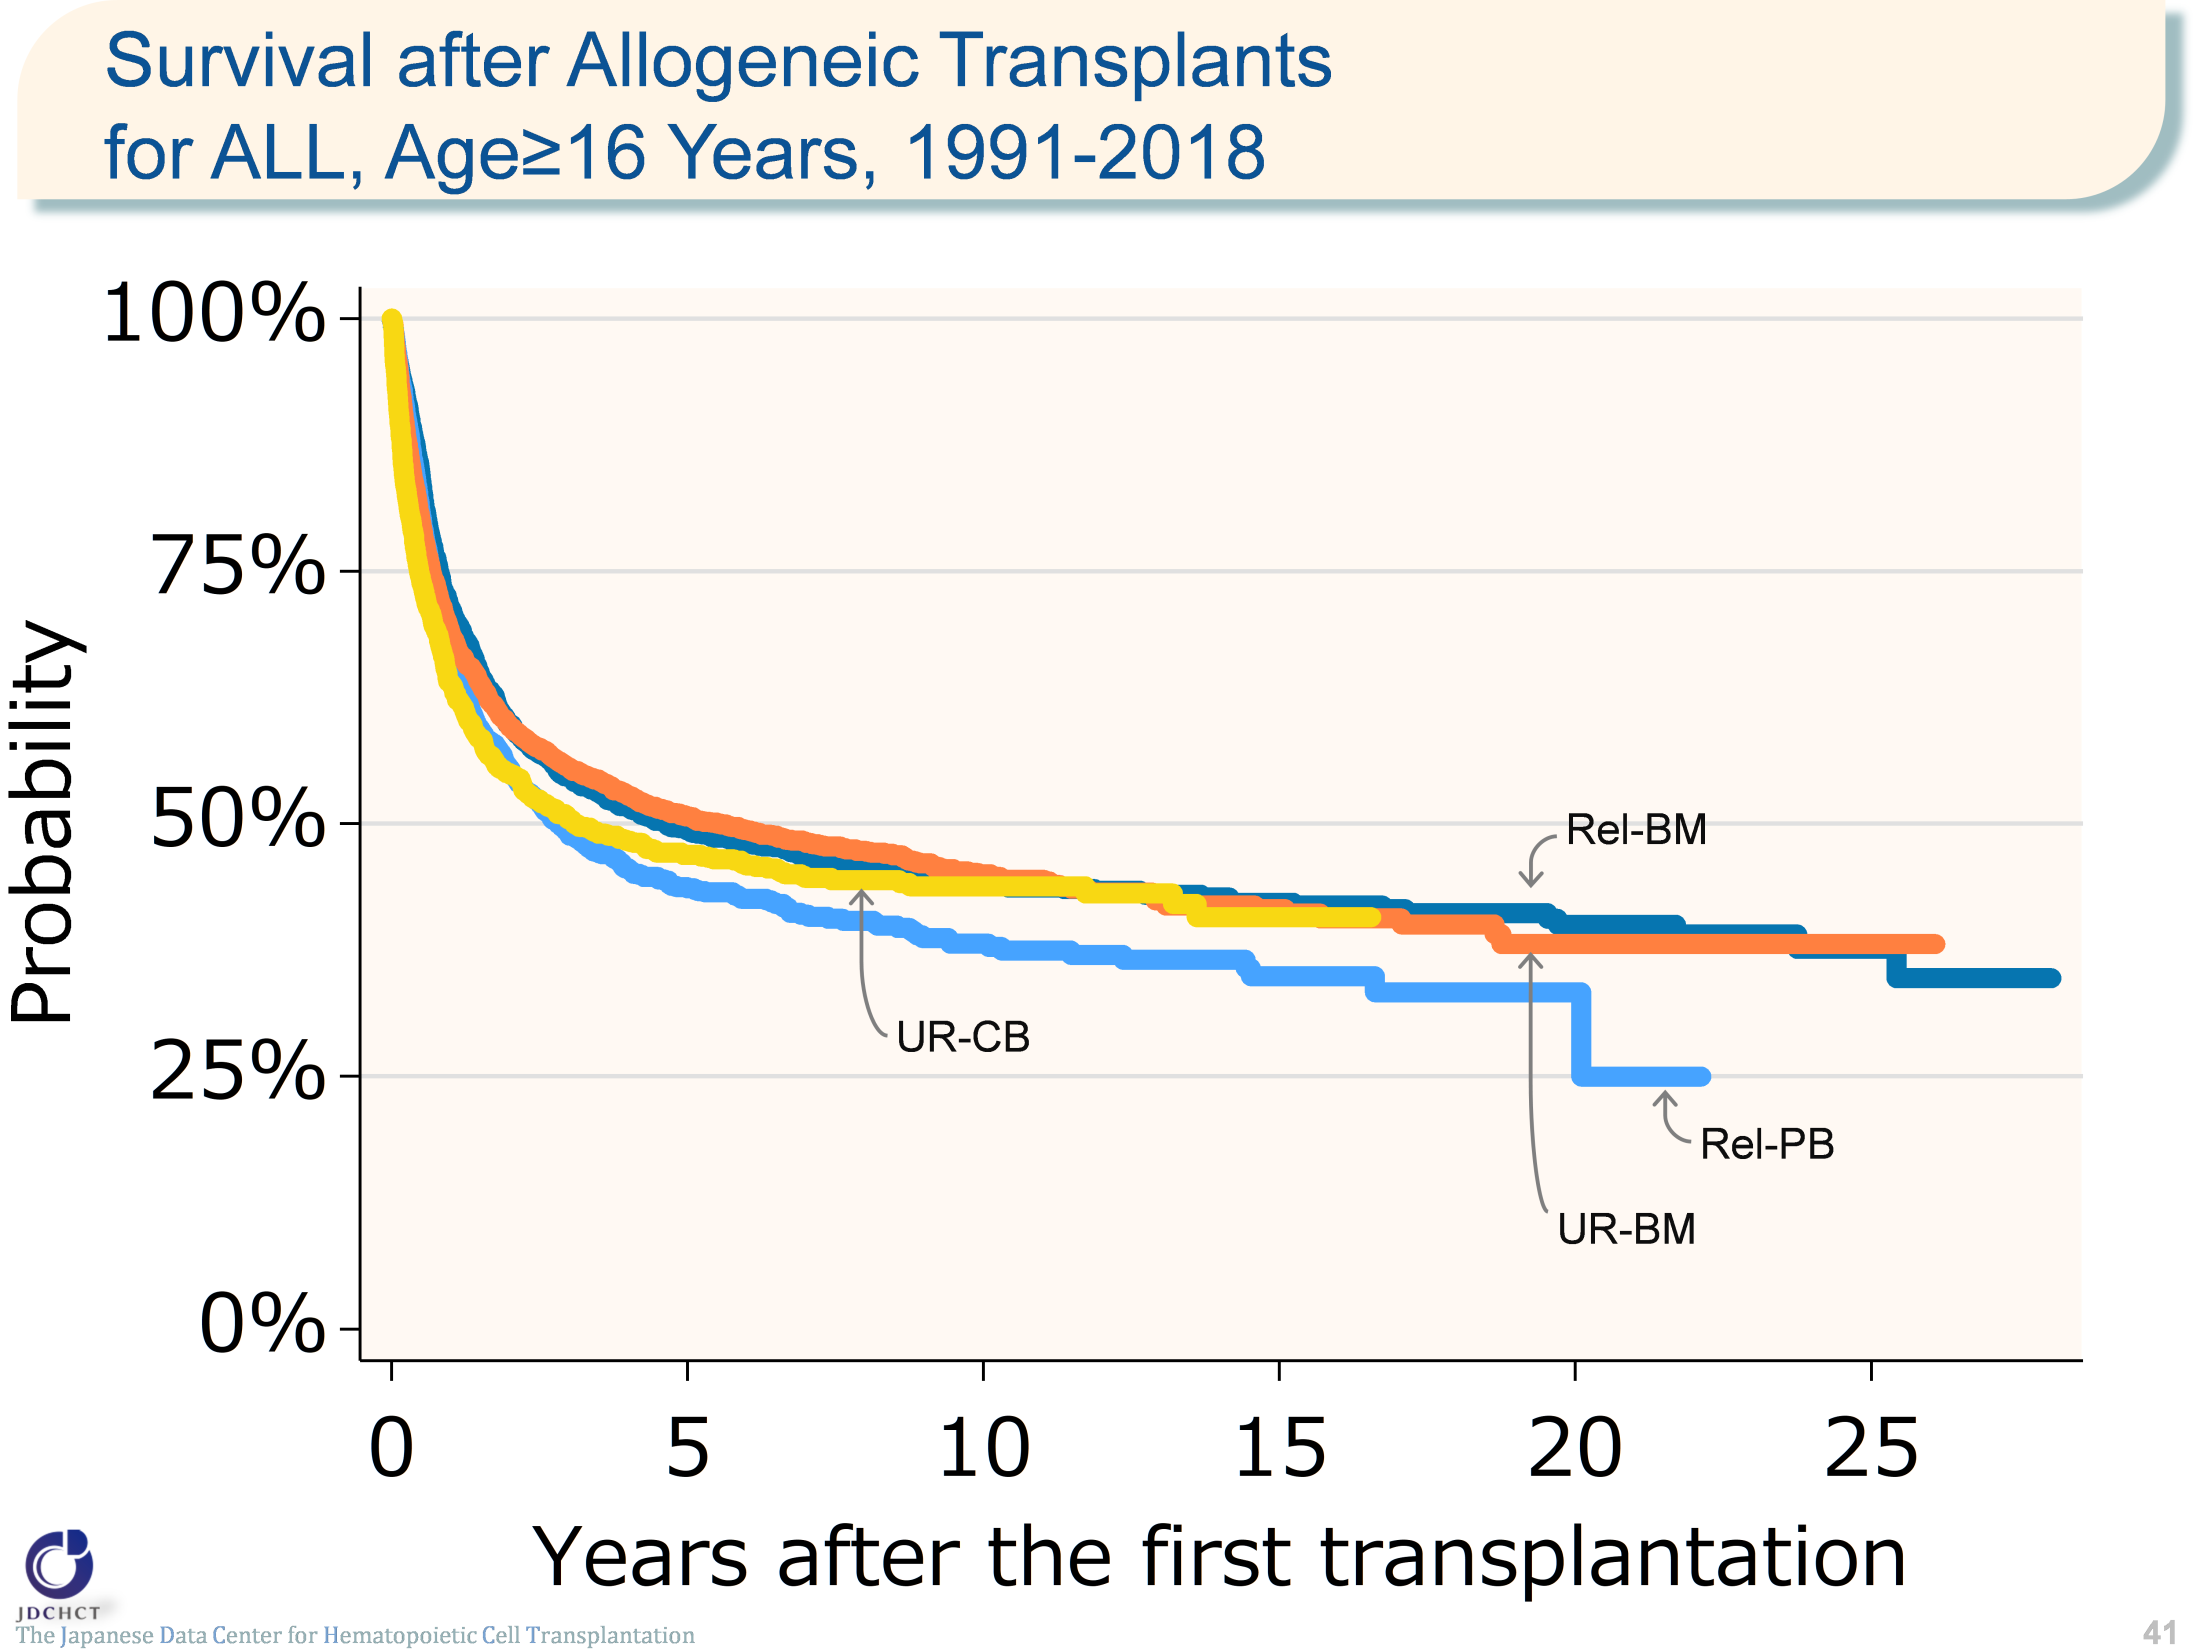 Survival after Allogeneic Transplants
for ALL, Age≥16 Years, 1991-2018
100%
75%
50%
25%
0%
Probability
Rel-BM
UR-CB
Rel-PB
UR-BM
0 5 10 15 20 25
Years after the first transplantation
JDCHCT
The Japanese Data Center for Hematopoietic Cell Transplantation
41